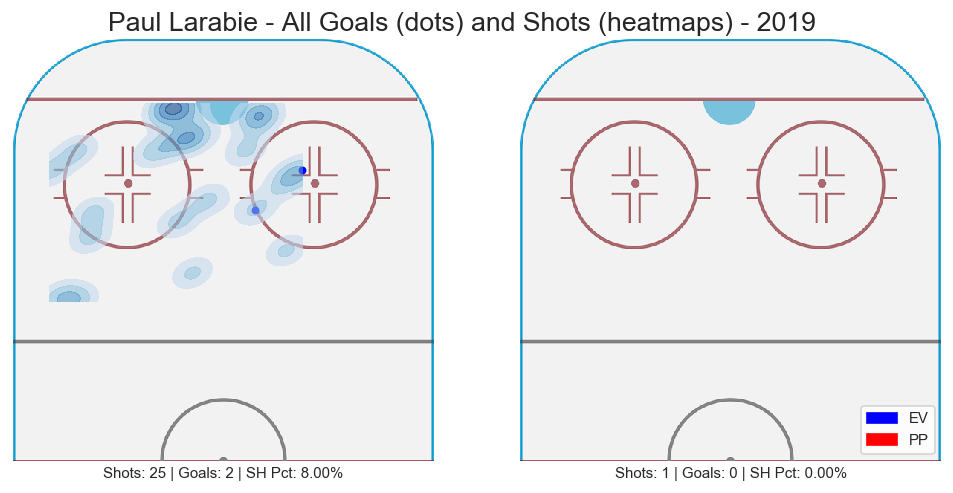 Paul Larabie - All Goals (dots) and Shots (heatmaps) - 2019
EV
PP
Shots: 25 | Goals: 2 | SH Pct: 8.00%
Shots: 1 | Goals: 0 | SH Pct: 0.00%